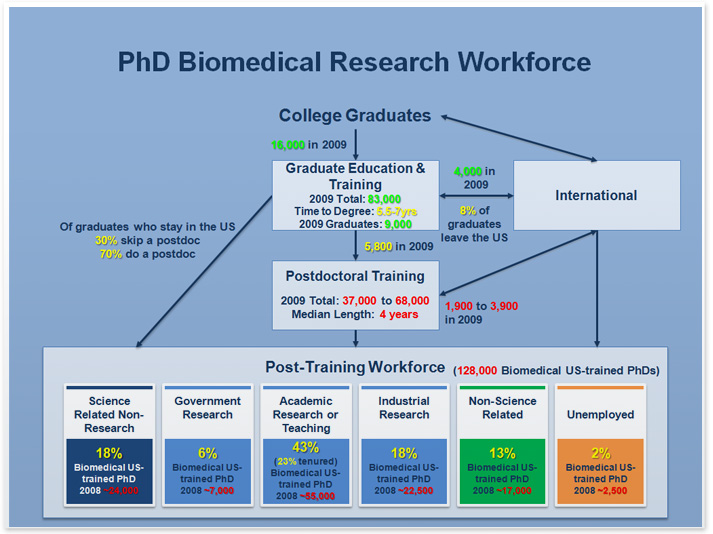 PhD Biomedical Research Workforce
College Graduates
16,000 in 2009
Graduate Education &
Training
2009 Total: 83,000
Time to Degree: 5.5-7yrs
2009 Graduates: 9,000
4,000 in
2009
8% of
graduates
leave the US
International
Of graduates who stay in the US
30% skip a postdoc
70% do a postdoc
5,800 in 2009
Postdoctoral Training
2009 Total: 37,000 to 68,000
Median Length: 4 years
1,900 to 3,900
in 2009
Post-Training Workforce (128,000 Biomedical US-trained PhDs)
Science
Related Non-
Research
18%
Biomedical US-
trained PhD
2008 ~24,000
Government
Research
6%
Biomedical US-
trained PhD
2008 ~7,000
Academic
Research or
Teaching
43%
(23% tenured)
Biomedical US-
trained PhD
2008 ~55,000
Industrial
Research
18%
Biomedical US-
trained PhD
2008 ~22,500
Non-Science
Related
13%
Biomedical US-
trained PhD
2008 ~17,000
Unemployed
2%
Biomedical US-
trained PhD
2008 ~2,500